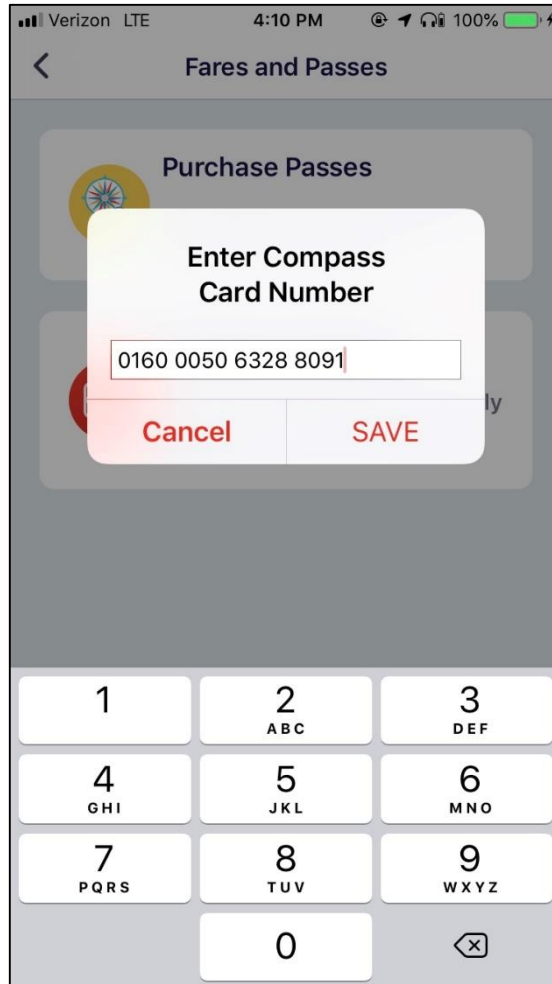 Verizon LTE 4:10 PM 100%
Fares and Passes
Purchase Passes
Enter Compass
Card Number
0160 0050 6328 8091
ly
Cancel SAVE
1 2 3
ABC DEF
4 5 6
GHI JKL MNO
7 8 9
PQRS TUV WXYZ
0